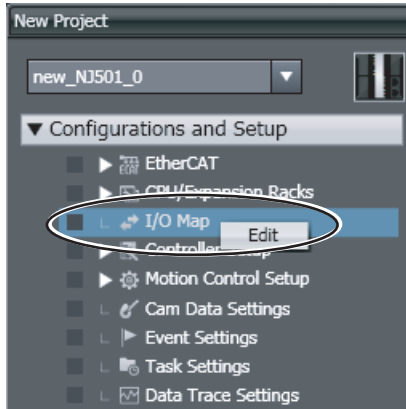 New Project
new_NJ501_0
Configurations and Setup
EtherCAT
CPU/Expansion Racks
I/O Map
Edit
Controller Setup
Motion Control Setup
Cam Data Settings
Event Settings
Task Settings
Data Trace Settings